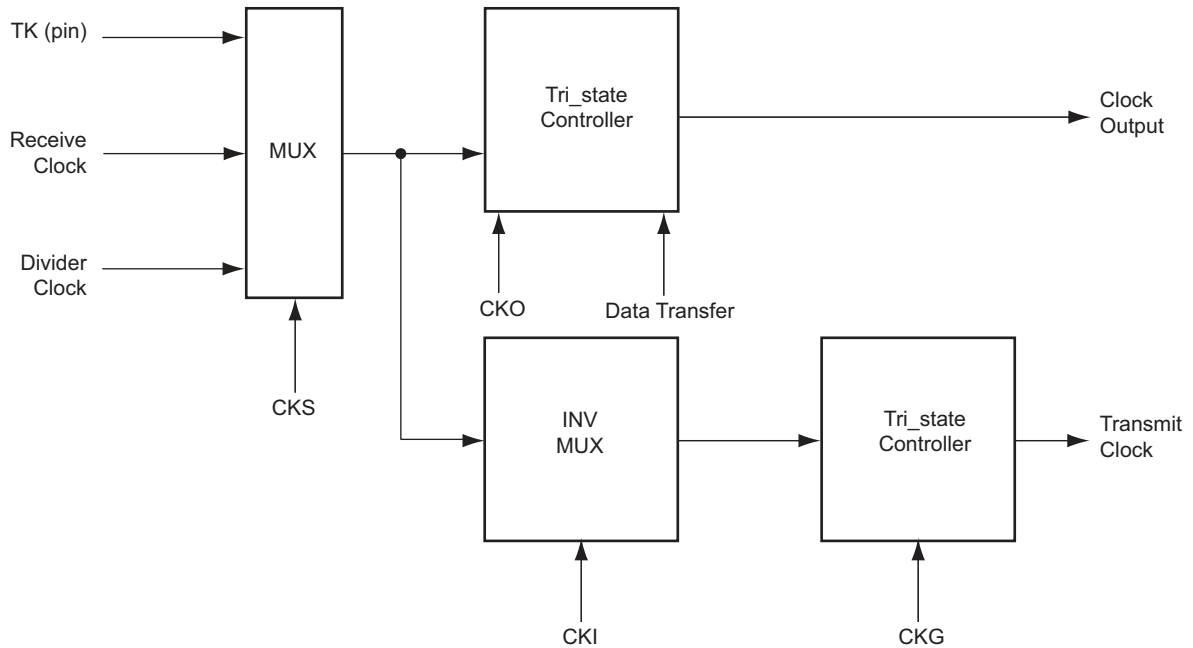 TK (pin)
Receive
Clock
Divider
Clock
MUX
CKS
Tri_state
Controller
CKO
Data Transfer
Clock
Output
INV
MUX
CKI
Tri_state
Controller
CKG
Transmit
Clock